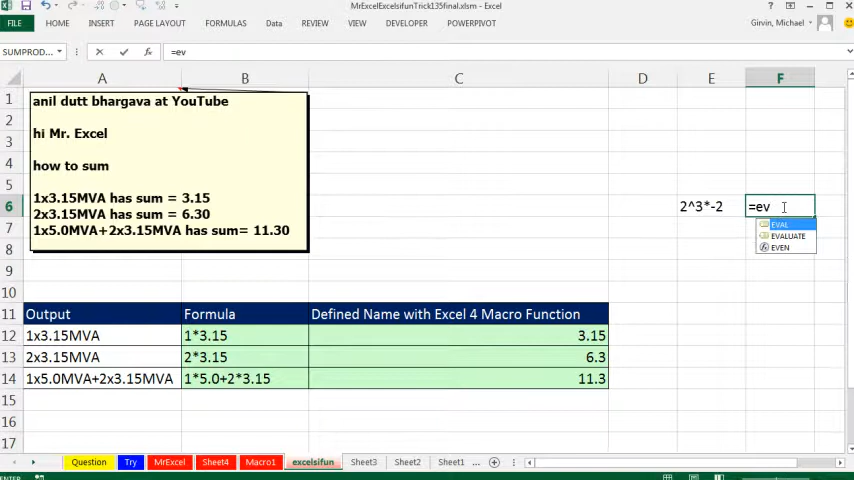 MrExcelExcelsifunTrick135final.xlsm - Excel
FILE HOME INSERT PAGE LAYOUT FORMULAS Data REVIEW VIEW DEVELOPER POWERPIVOT Girvin, Michael
SUMPROD... =ev
A B C D E F
1 anil dutt bhargava at YouTube
2
3 hi Mr. Excel
4 how to sum
5
6 1x3.15MVA has sum = 3.15 2^3*-2 =ev
7 2x3.15MVA has sum = 6.30 EVAL
1x5.0MVA+2x3.15MVA has sum= 11.30 EVALUATE
8 EVEN
9
10
11 Output Formula Defined Name with Excel 4 Macro Function
12 1x3.15MVA 1*3.15 3.15
13 2x3.15MVA 2*3.15 6.3
14 1x5.0MVA+2x3.15MVA 1*5.0+2*3.15 11.3
15
16
17
Question Try MrExcel Sheet4 Macro1 excelsifun Sheet3 Sheet2 Sheet1 ...
ENTER